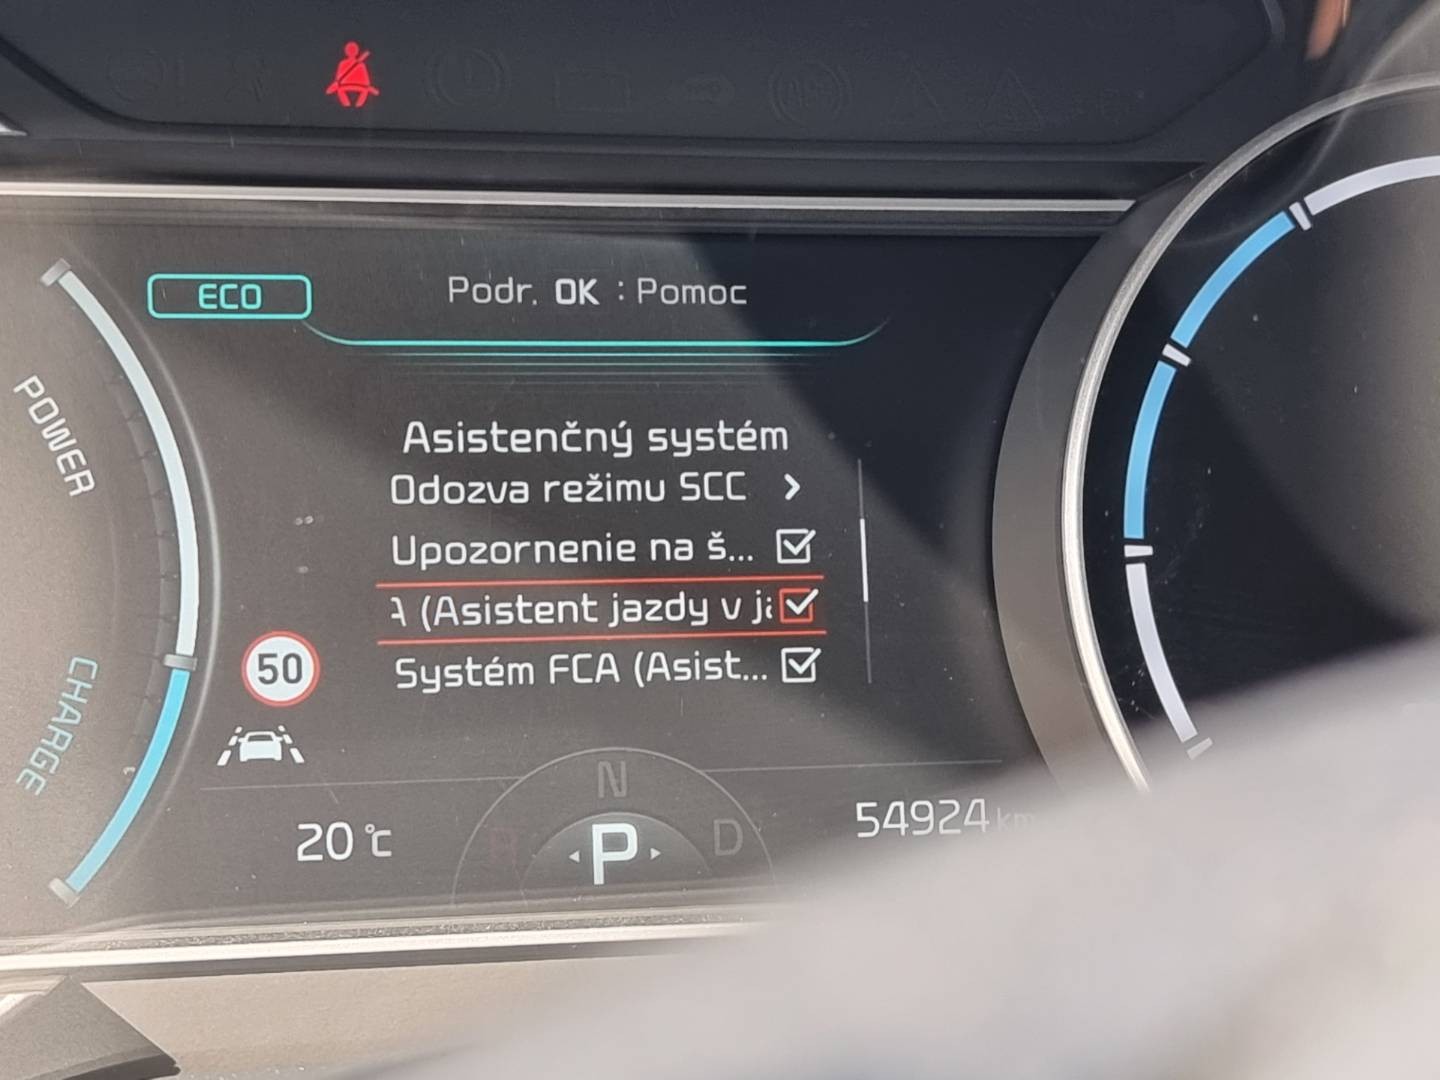 ECO
Podr. OK : Pomoc
POWER
Asistenčný systém
Odozva režimu SCC
Upozornenie na š...
(Asistent jazdy v
Systém FCA (Asist...
50
CHARGE
N
20 °C
P
D
54924 km